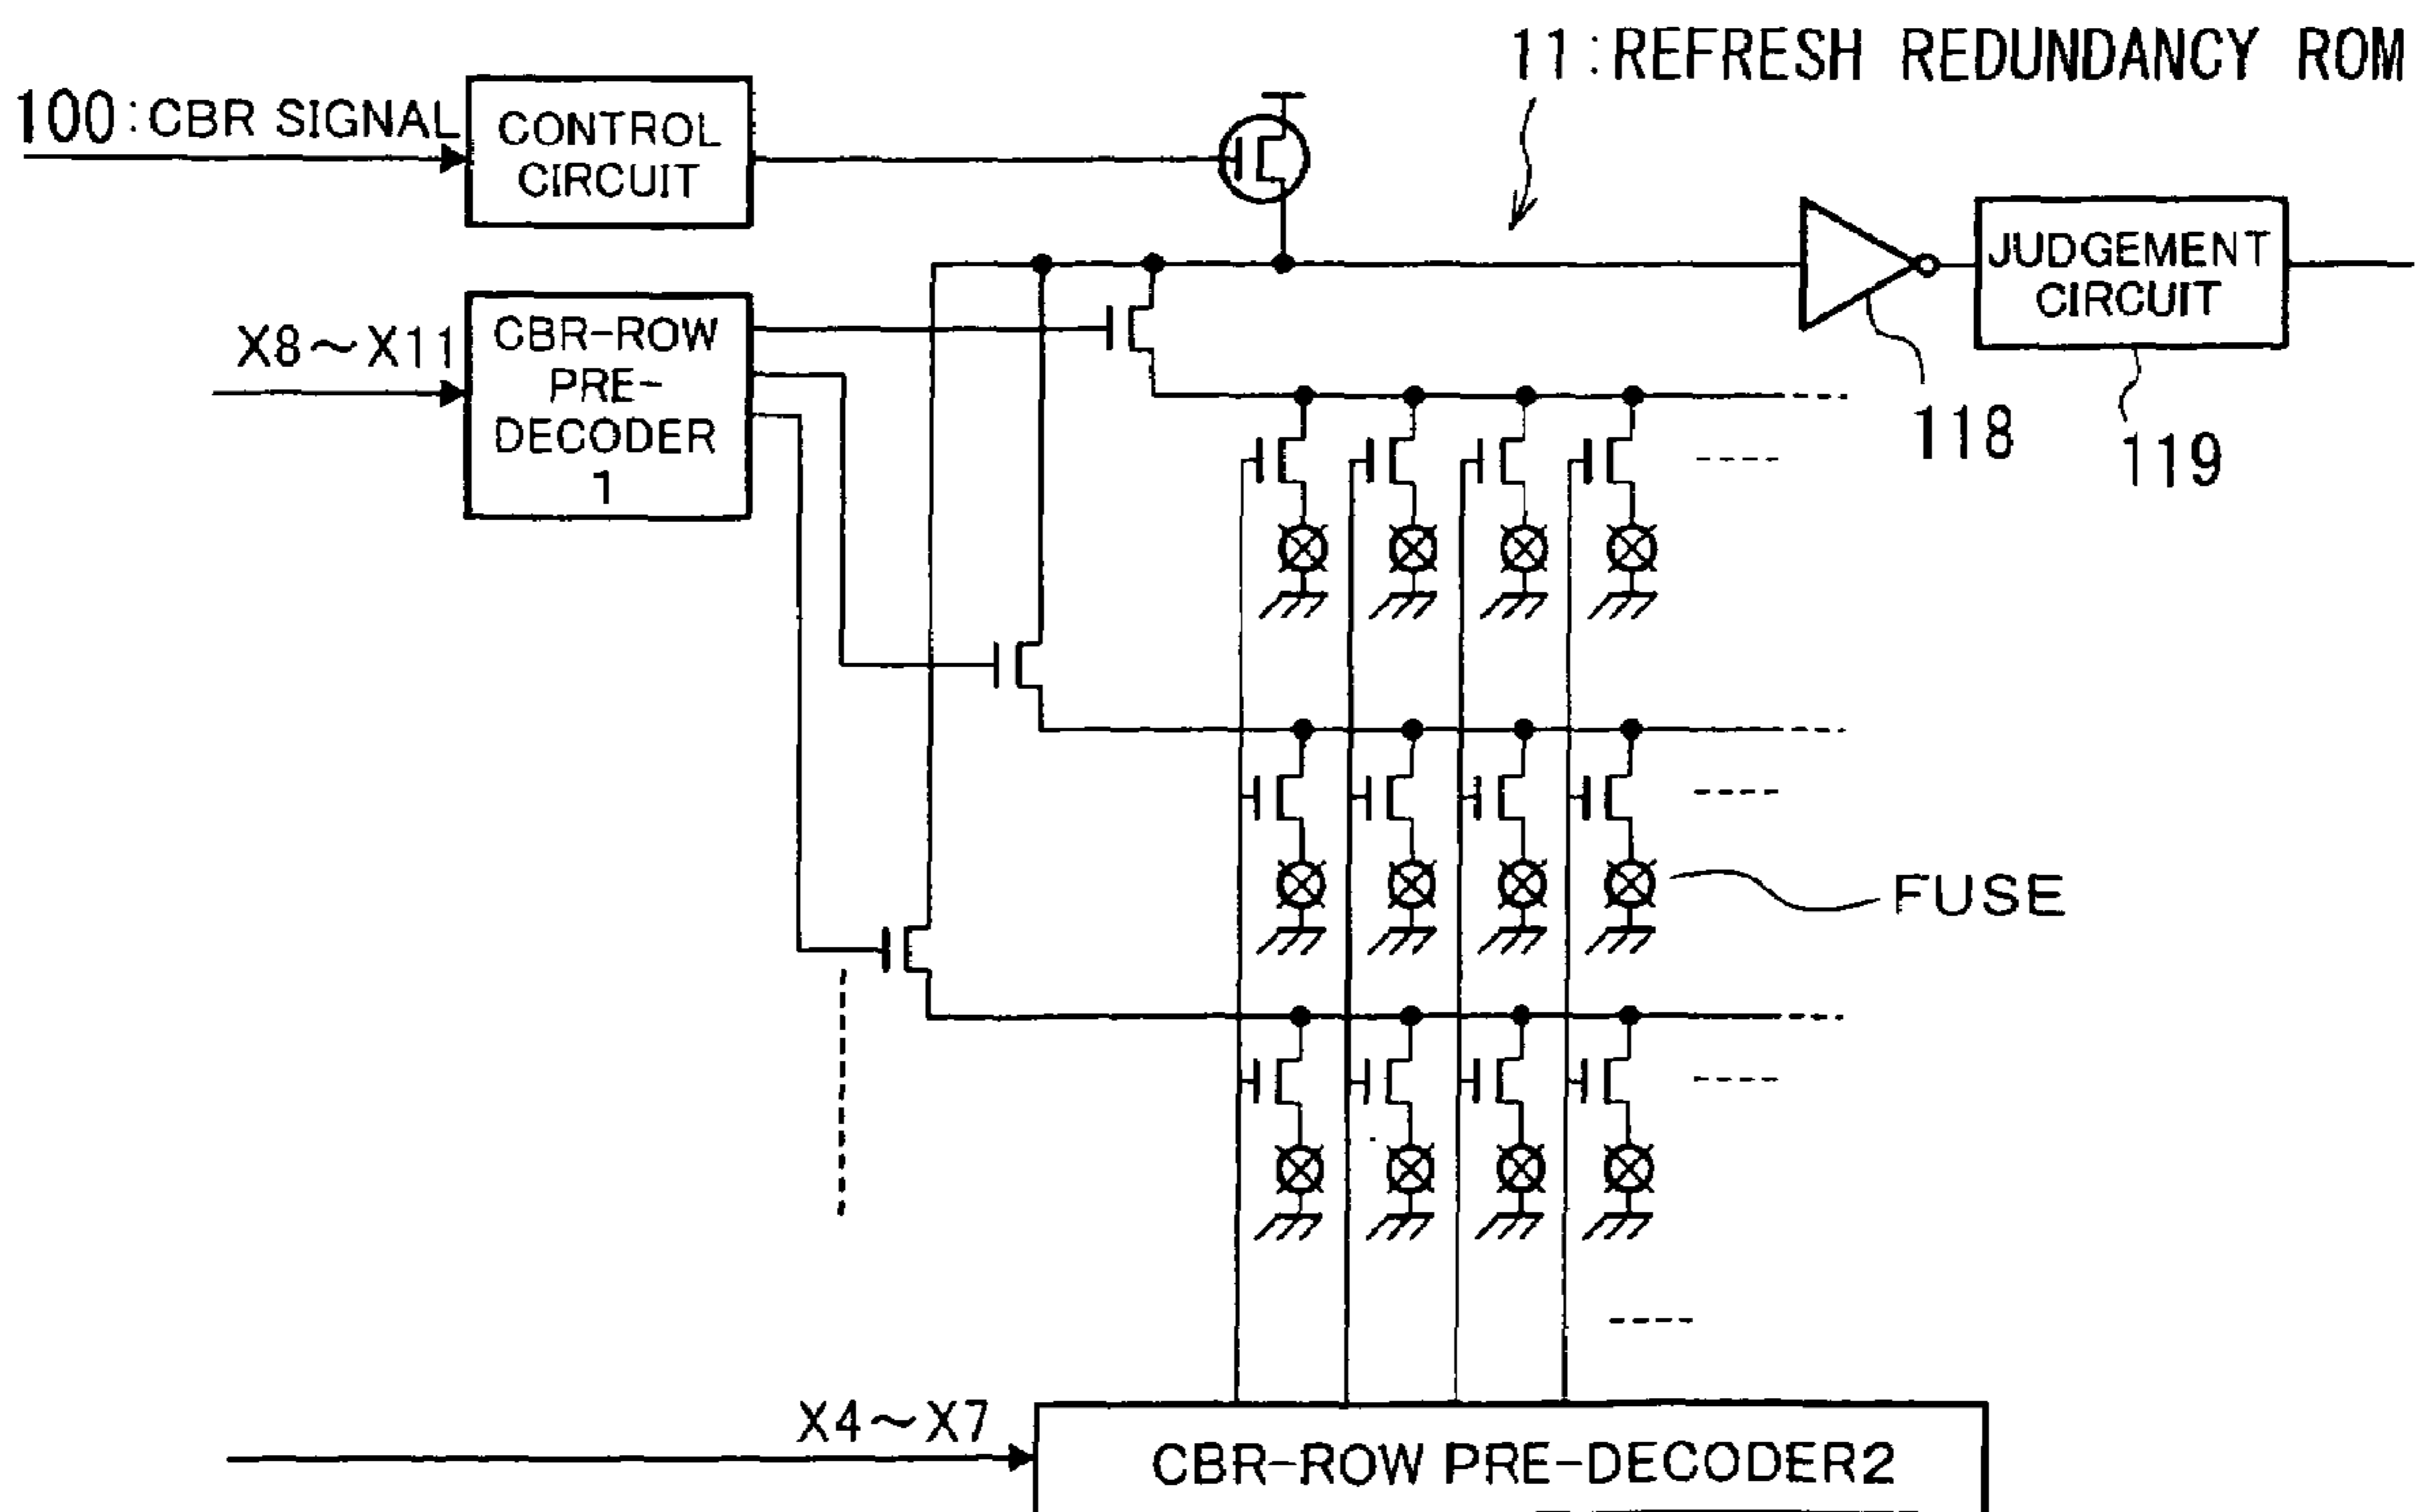 11:REFRESH REDUNDANCY ROM
100:CBR SIGNAL
CONTROL
CIRCUIT
JUDGEMENT
CIRCUIT
X8～X11
CBR-ROW
PRE-
DECODER
1
118
119
FUSE
X4～X7
CBR-ROW PRE-DECODER2